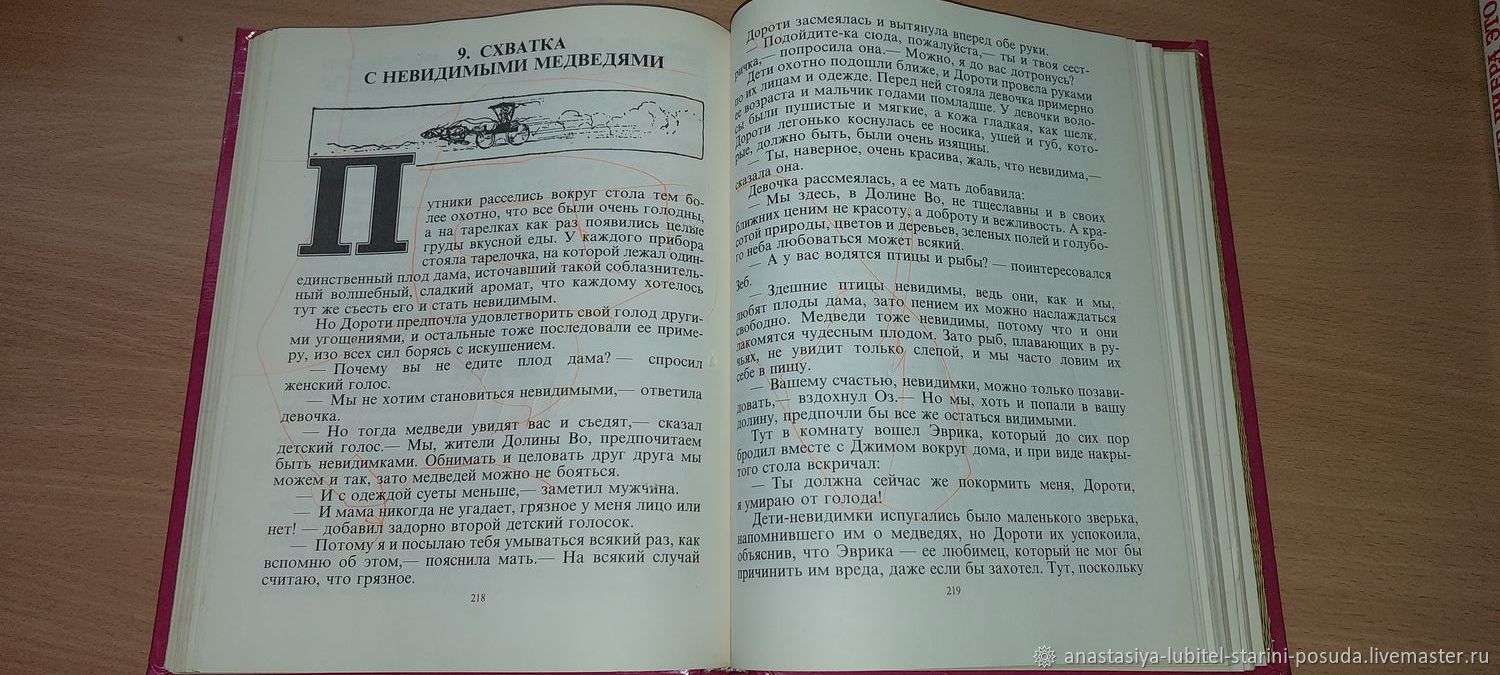 9. СХВАТКА
С НЕВИДИМЫМИ МЕДВЕДЯМИ
Путники расселись вокруг стола тем бо-
лее охотно, что все были очень голодны,
а на тарелках как раз появились целые
груды вкусной еды. У каждого прибора
стояла тарелочка, на которой лежал один-
единственный плод дама, источавший такой соблазнитель-
ный волшебный, сладкий аромат, что каждому хотелось
тут же съесть его и стать невидимым.
Но Дороти предпочла удовлетворить свой голод други-
ми угощениями, и остальные тоже последовали ее приме-
ру, изо всех сил борясь с искушением.
— Почему вы не едите плод дама? — спросил
женский голос.
— Мы не хотим становиться невидимыми,— ответила
девочка.
— Но тогда медведи увидят вас и съедят,— сказал
детский голос.— Мы, жители Долины Во, предпочитаем
быть невидимками. Обнимать и целовать друг друга мы
можем и так, зато медведей можно не бояться.
— И с одеждой суеты меньше,— заметил мужчина.
— И мама никогда не угадает, грязное у меня лицо или
нет! — добавил задорно второй детский голосок.
— Потому я и посылаю тебя умываться всякий раз, как
вспомню об этом,— пояснила мать.— На всякий случай
считаю, что грязное.
218
Дороти засмеялась и вытянула вперед обе руки.
— Подойдите-ка сюда, пожалуйста,— ты и твоя сест-
ричка,— попросила она.— Можно, я до вас дотронусь?
Дети охотно подошли ближе, и Дороти провела руками
по их лицам и одежде. Перед ней стояла девочка примерно
ее возраста и мальчик годами помладше. У девочки воло-
сы были пушистые и мягкие, а кожа гладкая, как шелк.
Дороти легонько коснулась ее носика, ушей и губ, кото-
рые, должно быть, были очень изящны.
— Ты, наверное, очень красива, жаль, что невидима,—
сказала она.
Девочка рассмеялась, а ее мать добавила:
— Мы здесь, в Долине Во, не тщеславны и в своих
ближних ценим не красоту, а доброту и вежливость. А кра-
сотой природы, цветов и деревьев, зеленых полей и голубо-
го неба любоваться может всякий.
— А у вас водятся птицы и рыбы? — поинтересовался
Зеб.
— Здешние птицы невидимы, ведь они, как и мы,
любят плоды дама, зато пением их можно наслаждаться
свободно. Медведи тоже невидимы, потому что и они
лакомятся чудесным плодом. Зато рыб, плавающих в ру-
чьях, не увидит только слепой, и мы часто ловим их
себе в пищу.
— Вашему счастью, невидимки, можно только позави-
довать,— вздохнул Оз.— Но мы, хоть и попали в вашу
долину, предпочли бы все же остаться видимыми.
Тут в комнату вошел Эврика, который до сих пор
бродил вместе с Джимом вокруг дома, и при виде накры-
того стола вскричал:
— Ты должна сейчас же покормить меня, Дороти,
я умираю от голода!
Дети-невидимки испугались было маленького зверька,
напомнившего им о медведях, но Дороти их успокоила,
объяснив, что Эврика — ее любимец, который не мог бы
причинить им вреда, даже если бы захотел. Тут, поскольку
219
anastasiya-lubitel-starini-posuda.livemaster.ru